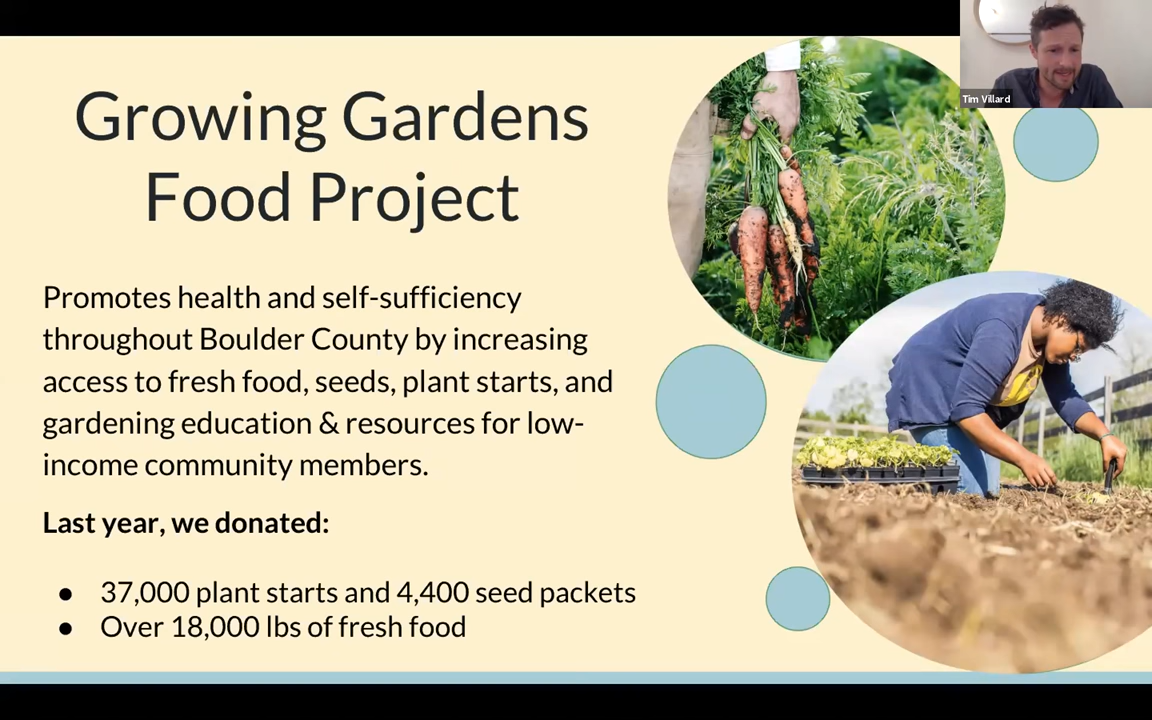 Growing Gardens
Food Project
Tim Villard
Promotes health and self-sufficiency
throughout Boulder County by increasing
access to fresh food, seeds, plant starts, and
gardening education & resources for low-
income community members.
Last year, we donated:
● 37,000 plant starts and 4,400 seed packets
● Over 18,000 lbs of fresh food